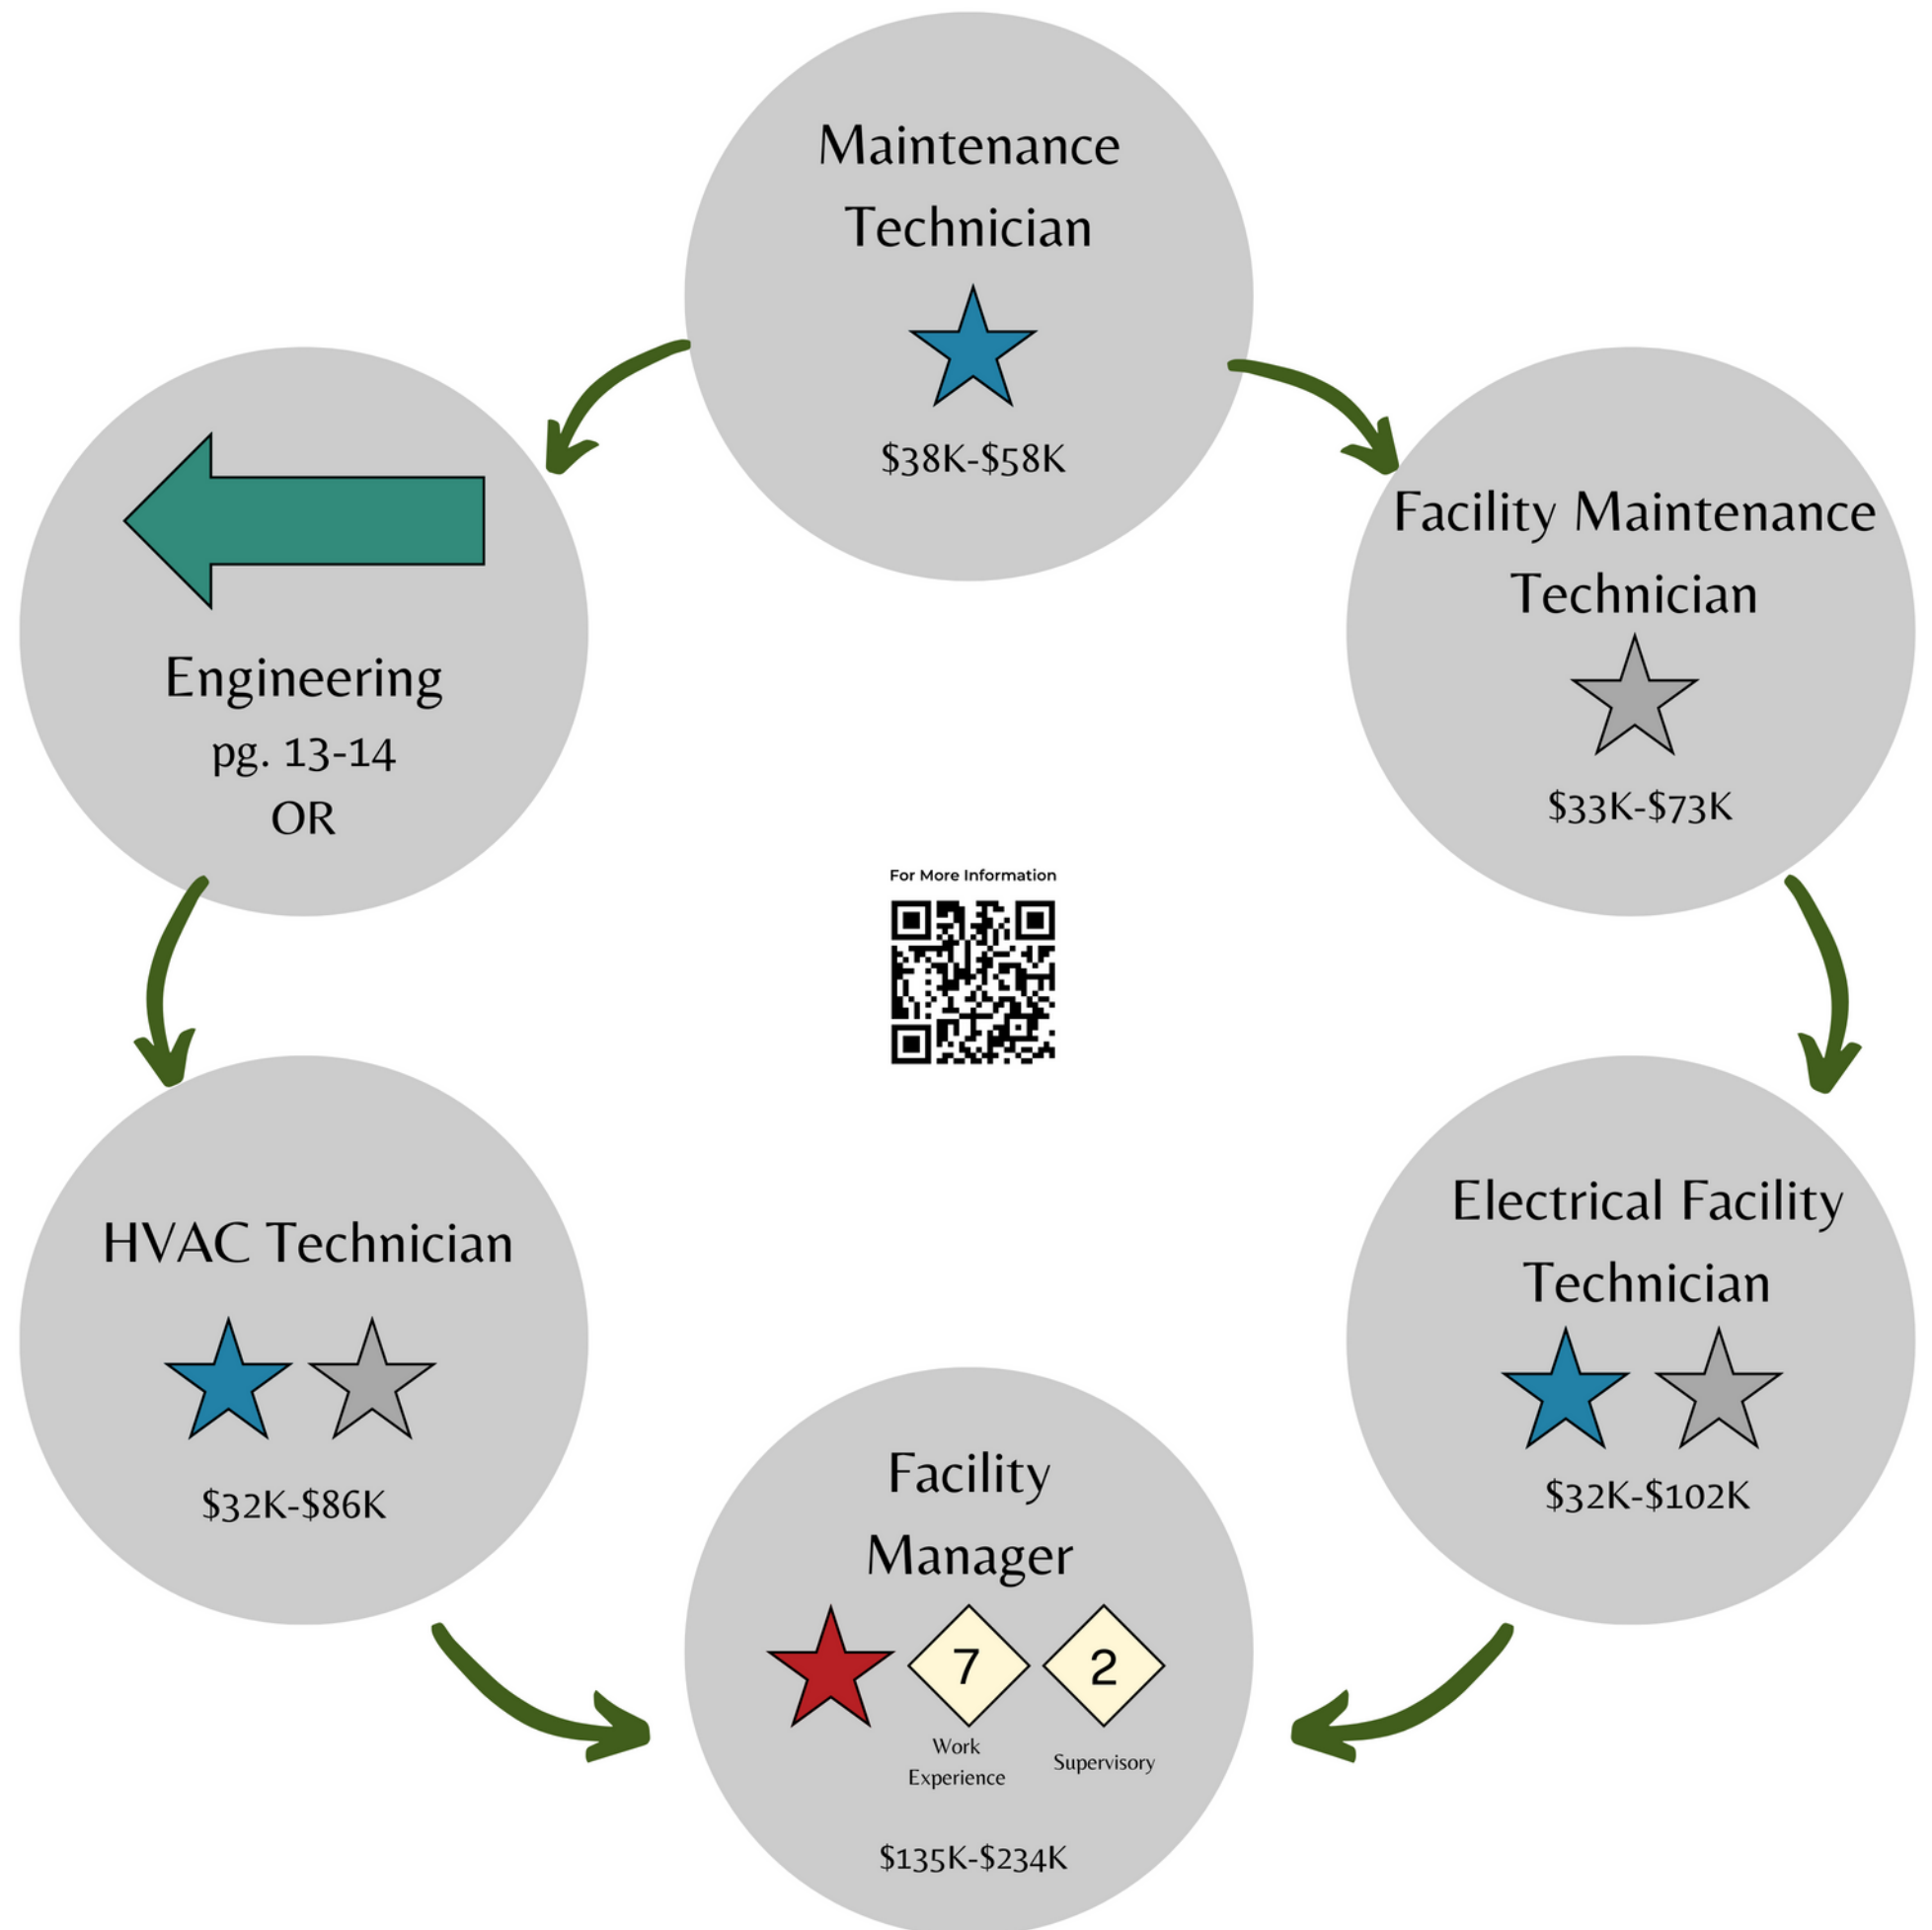 Maintenance
Technician
$38K-$58K
Engineering
pg. 13-14
OR
Facility Maintenance
Technician
$33K-$73K
For More Information
HVAC Technician
$32K-$86K
Electrical Facility
Technician
$32K-$102K
Facility
Manager
7
2
Work
Experience
Supervisory
$135K-$234K